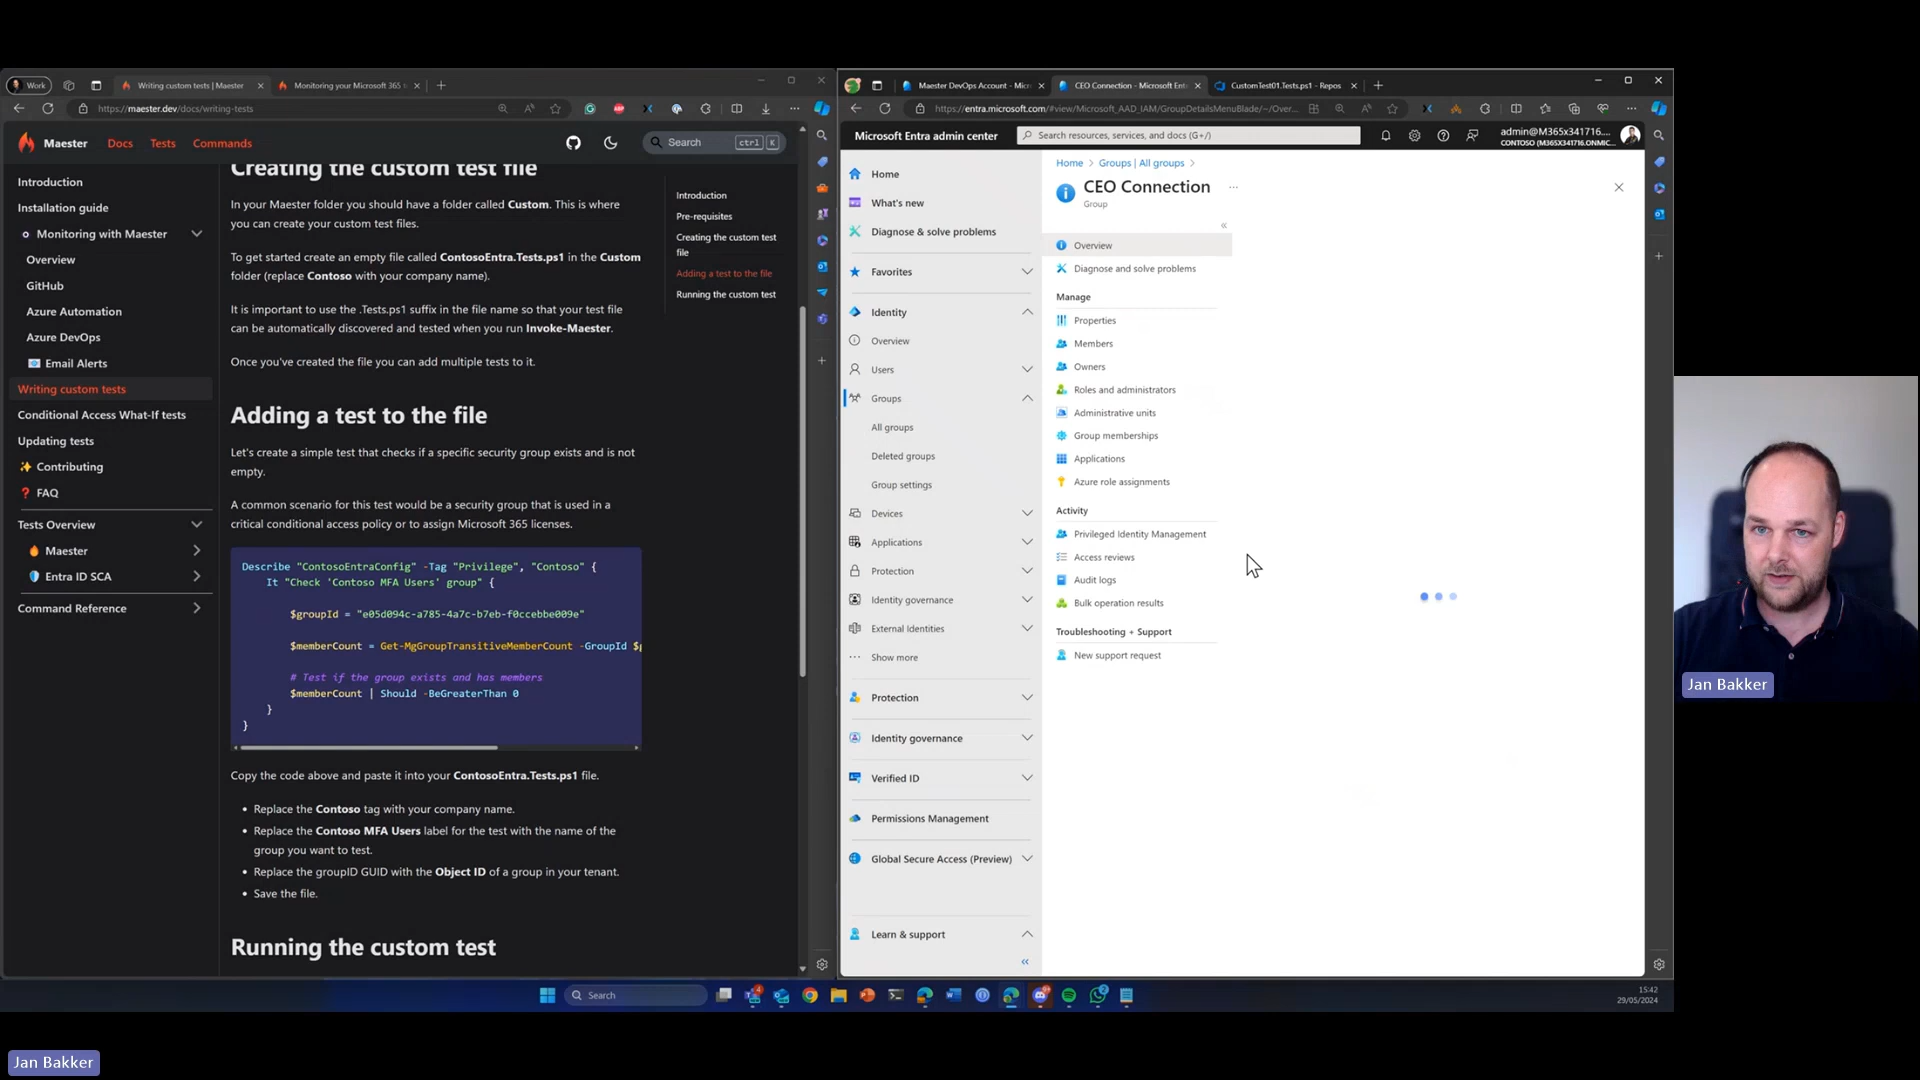 Work
Writing custom tests | Maester
Monitoring your Microsoft 365
https://maester.dev/docs/writing-tests
Maester
Docs
Tests
Commands
Search
ctrl K
Introduction
Installation guide
Monitoring with Maester
Overview
GitHub
Azure Automation
Azure DevOps
Email Alerts
Writing custom tests
Conditional Access What-If tests
Updating tests
Contributing
FAQ
Tests Overview
Maester
Entra ID SCA
Command Reference
Creating the custom test file
In your Maester folder you should have a folder called Custom. This is where
you can create your custom test files.
To get started create an empty file called ContosoEntra.Tests.ps1 in the Custom
folder (replace Contoso with your company name).
It is important to use the .Tests.ps1 suffix in the file name so that your test file
can be automatically discovered and tested when you run Invoke-Maester.
Once you've created the file you can add multiple tests to it.
Adding a test to the file
Let's create a simple test that checks if a specific security group exists and is not
empty.
A common scenario for this test would be a security group that is used in a
critical conditional access policy or to assign Microsoft 365 licenses.
Describe "ContosoEntraConfig" -Tag "Privilege", "Contoso" {
It "Check 'Contoso MFA Users' group" {
$groupId = "e05d094c-a785-4a7c-b7eb-f0ccebbe009e"
$memberCount = Get-MgGroupTransitiveMemberCount -GroupId $
# Test if the group exists and has members
$memberCount | Should -BeGreaterThan 0
}
}
Copy the code above and paste it into your ContosoEntra.Tests.ps1 file.
• Replace the Contoso tag with your company name.
• Replace the Contoso MFA Users label for the test with the name of the
group you want to test.
• Replace the groupID GUID with the Object ID of a group in your tenant.
• Save the file.
Running the custom test
Introduction
Pre-requisites
Creating the custom test
file
Adding a test to the file
Running the custom test
Maester DevOps Account - Micr
CEO Connection - Microsoft Ent
CustomTest01.Tests.ps1 - Repos
https://entra.microsoft.com/#view/Microsoft_AAD_IAM/GroupDetailsMenuBlade/~/Over...
Microsoft Entra admin center
Search resources, services, and docs (G+/)
admin@M365x341716....
CONTOSO (M365X341716.ONMIC...
Home
What's new
Diagnose & solve problems
Favorites
Identity
Overview
Users
Groups
All groups
Deleted groups
Group settings
Devices
Applications
Protection
Identity governance
External Identities
Show more
Protection
Identity governance
Verified ID
Permissions Management
Global Secure Access (Preview)
Learn & support
Home > Groups | All groups >
CEO Connection
Group
Overview
Diagnose and solve problems
Manage
Properties
Members
Owners
Roles and administrators
Administrative units
Group memberships
Applications
Azure role assignments
Activity
Privileged Identity Management
Access reviews
Audit logs
Bulk operation results
Troubleshooting + Support
New support request
Search
15:42
29/05/2024
Jan Bakker
Jan Bakker